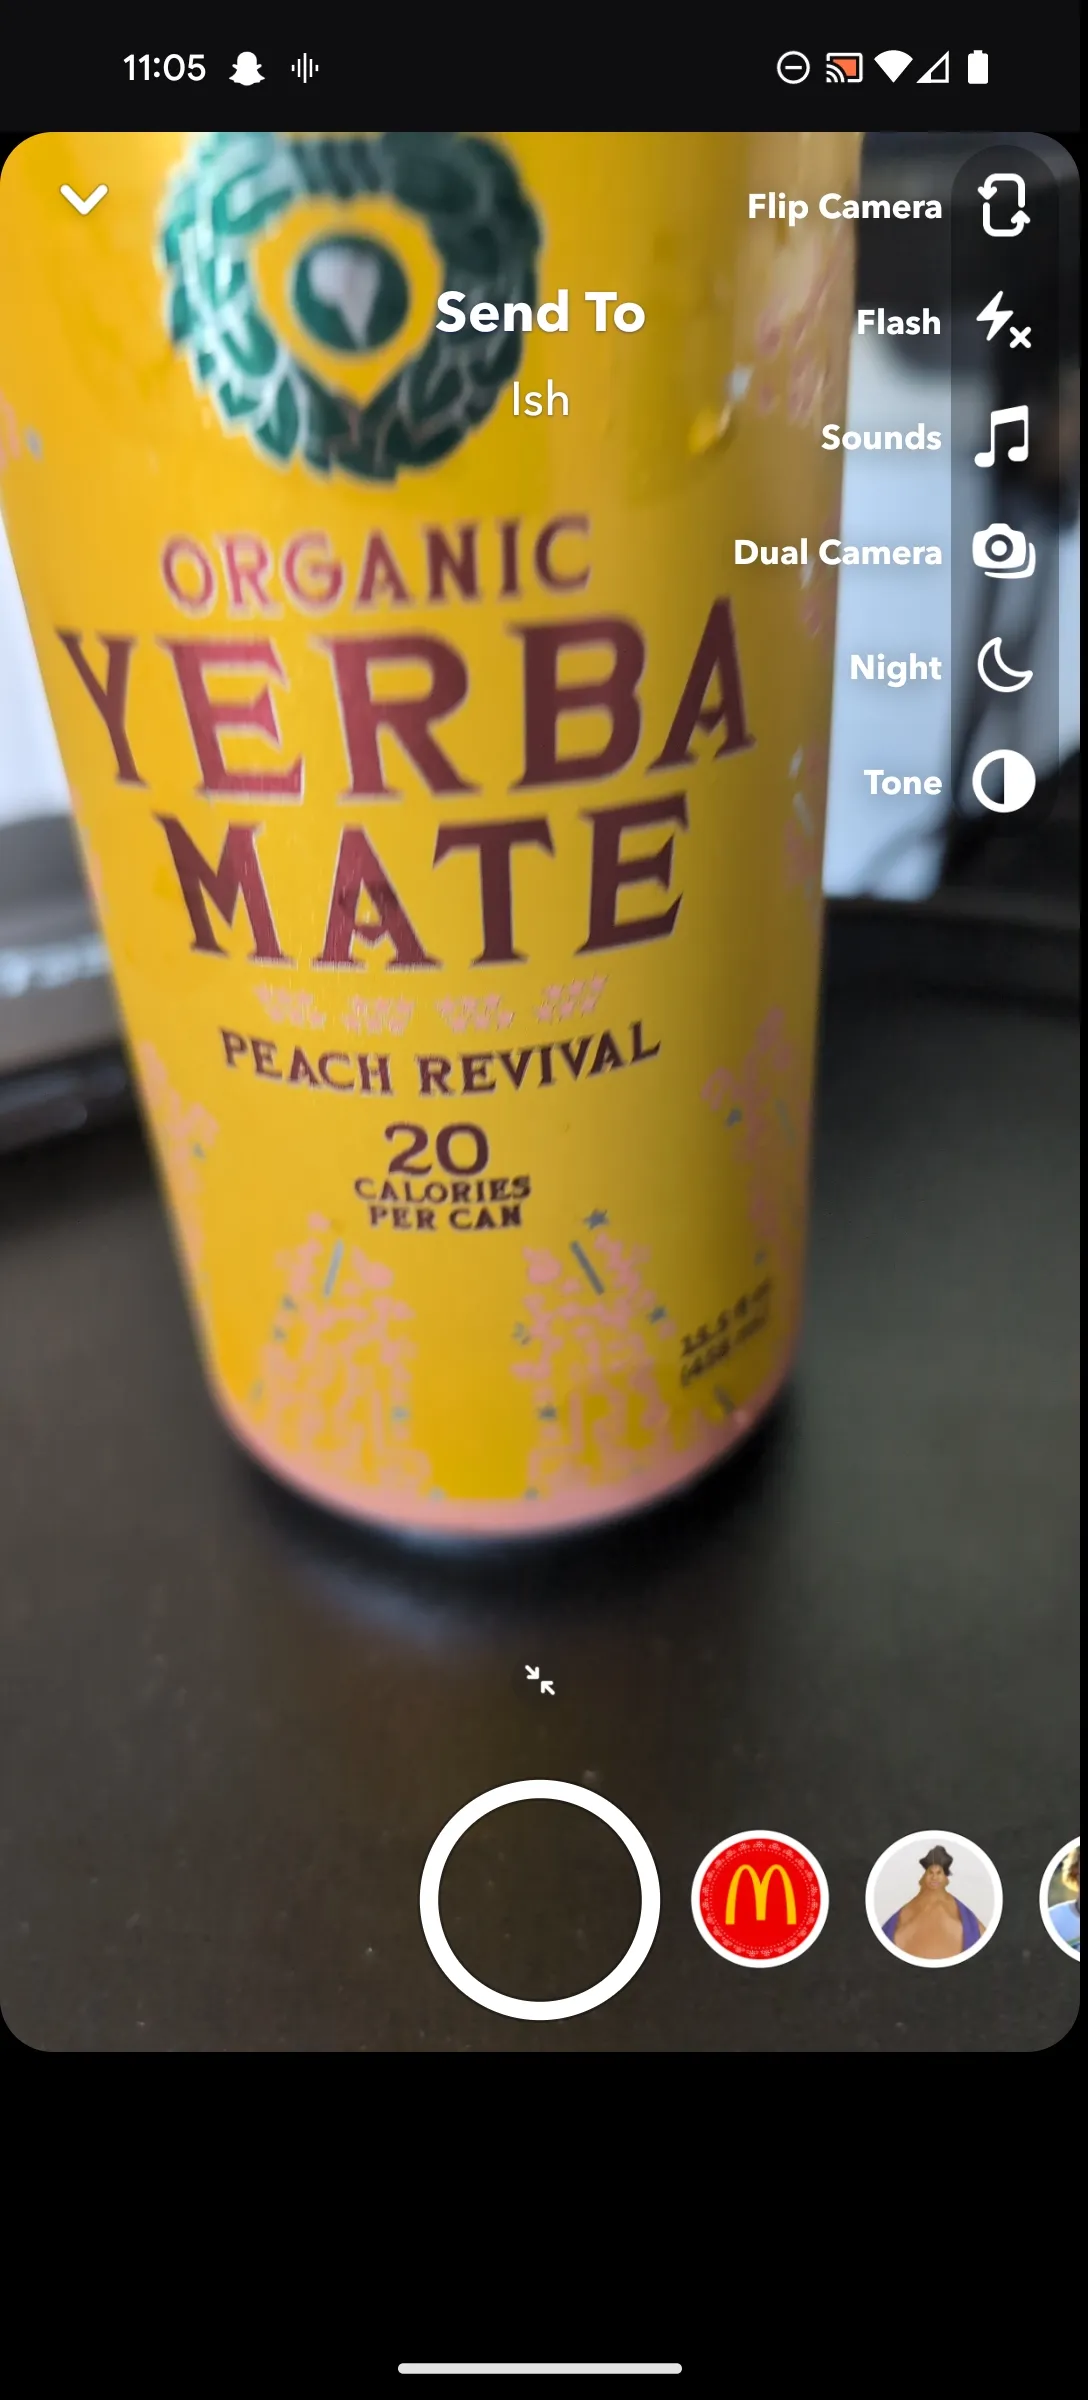 11:05
Flip Camera
Send To
Flash
Ish
Sounds
Dual Camera
Night
Tone
ORGANIC
YERBA
MATE
PEACH REVIVAL
20
CALORIES
PER CAN